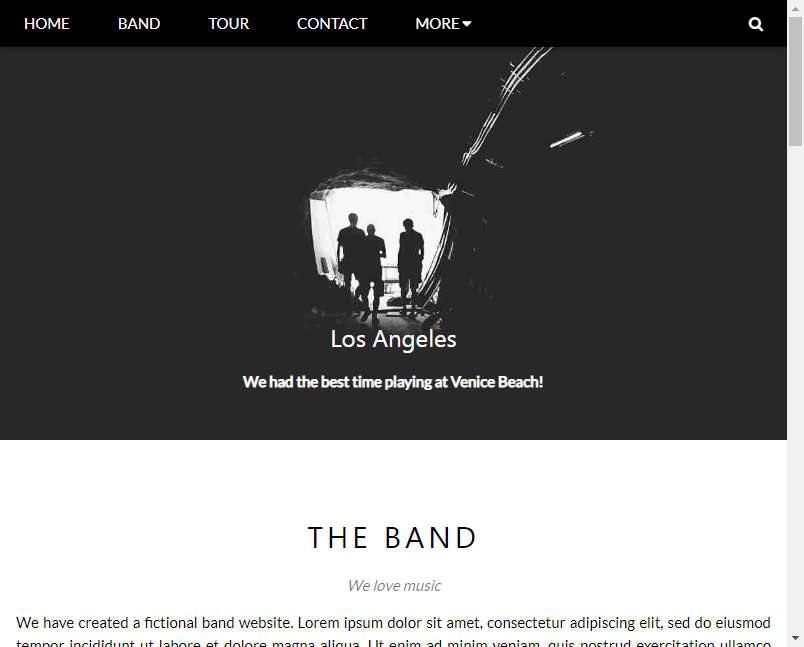 HOME BAND TOUR CONTACT MORE
Los Angeles
We had the best time playing at Venice Beach!
THE BAND
We love music
We have created a fictional band website. Lorem ipsum dolor sit amet, consectetur adipiscing elit, sed do eiusmod
tempor incididunt ut labore et dolore magna aliqua. Ut enim ad minim veniam, quis nostrud exercitation ullamco